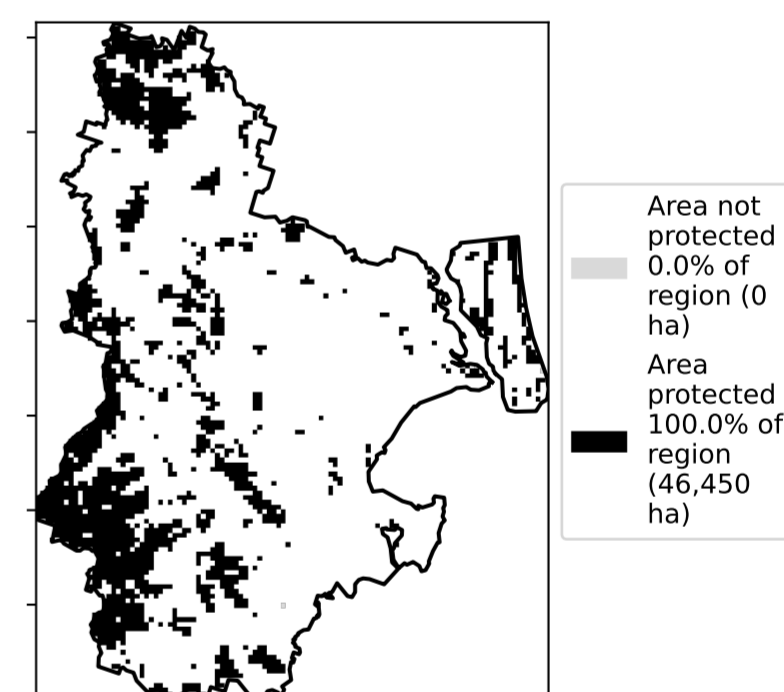 Area not
protected
0.0% of
region (0
ha)
Area
protected
100.0% of
region
(46,450
ha)